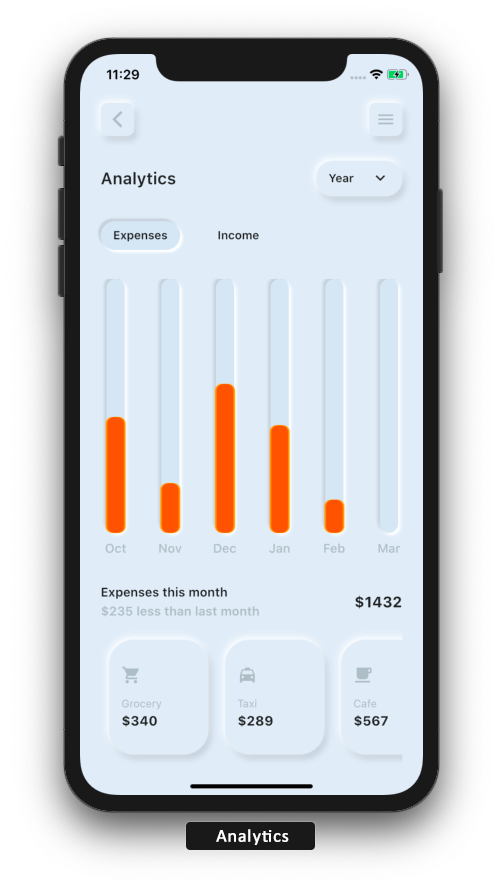 11:29
Analytics
Year
Expenses Income
Oct Nov Dec Jan Feb Mar
Expenses this month
$235 less than last month
$1432
Grocery Taxi Cafe
$340 $289 $567
Analytics